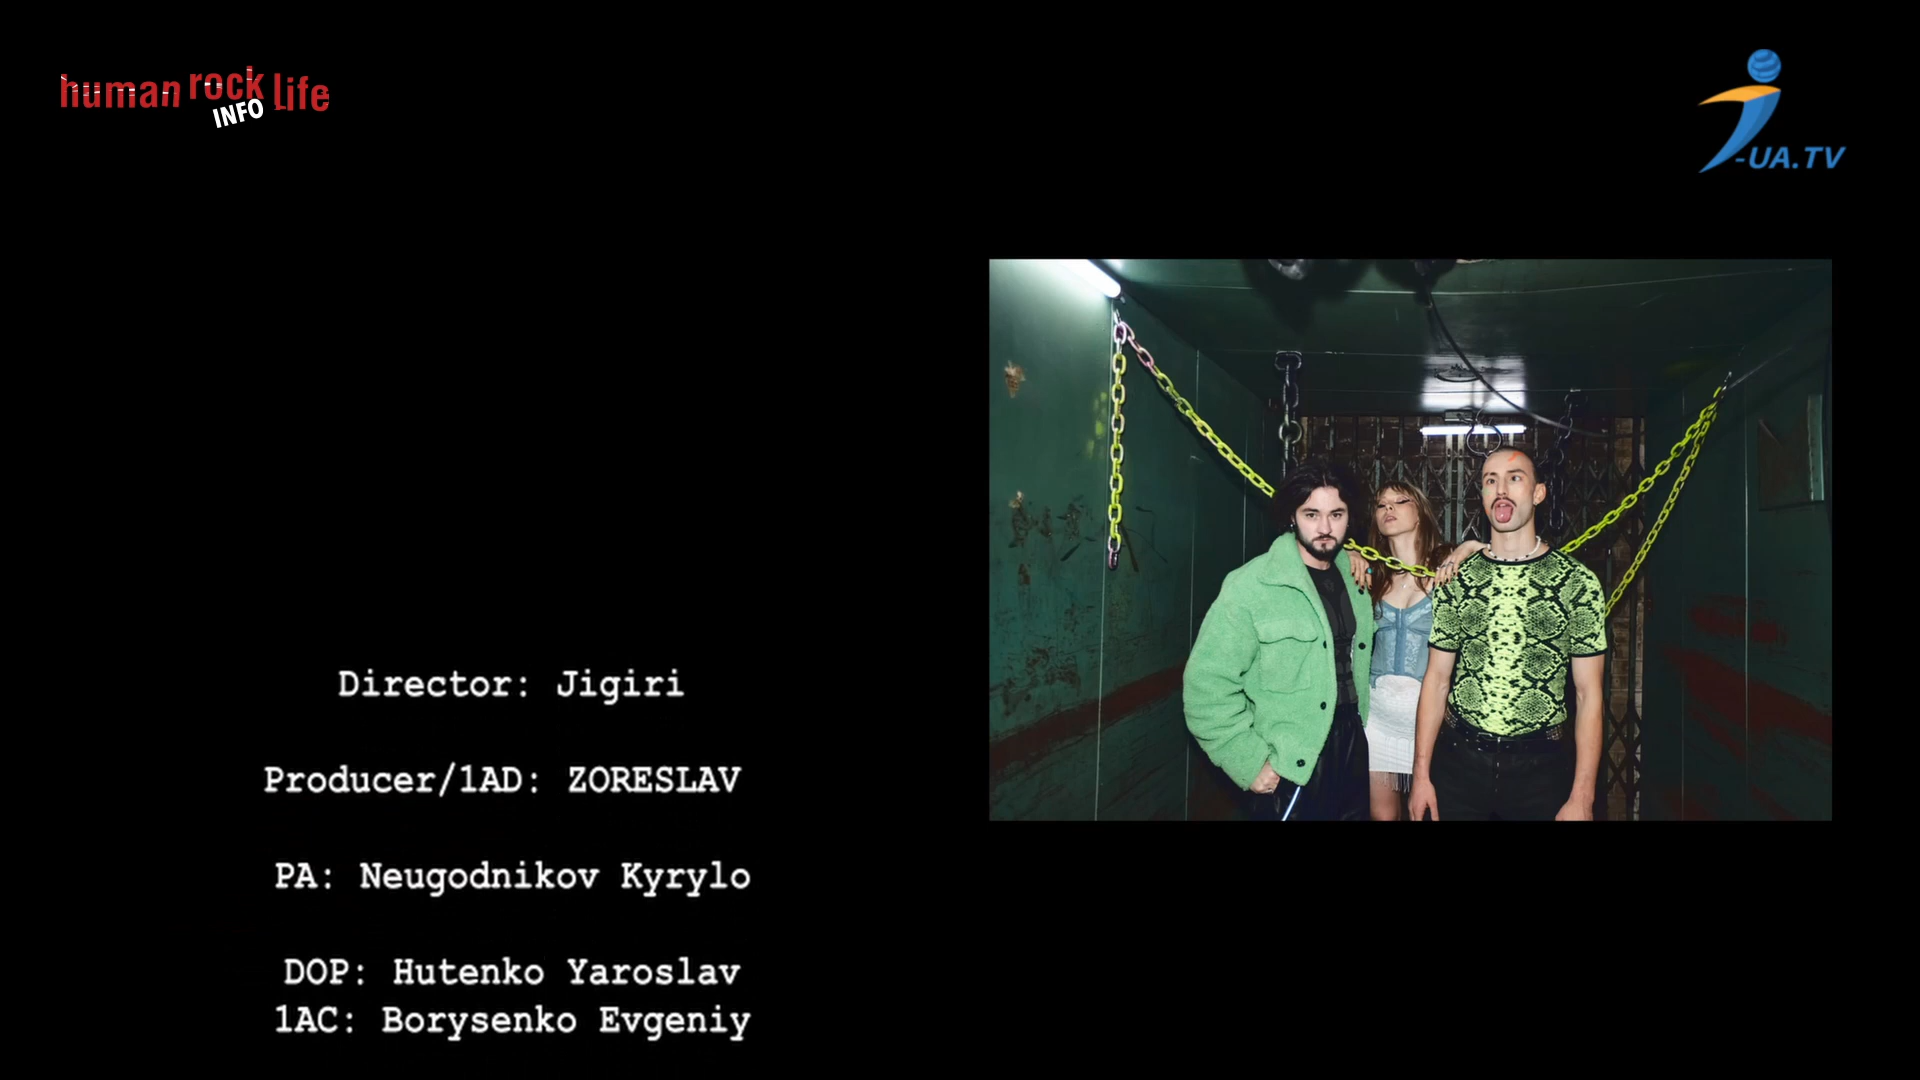 human rock Life
INFO
-UA.TV
Director: Jigiri
Producer/1AD: ZORESLAV
PA: Neugodnikov Kyrylo
DOP: Hutenko Yaroslav
1AC: Borysenko Evgeniy